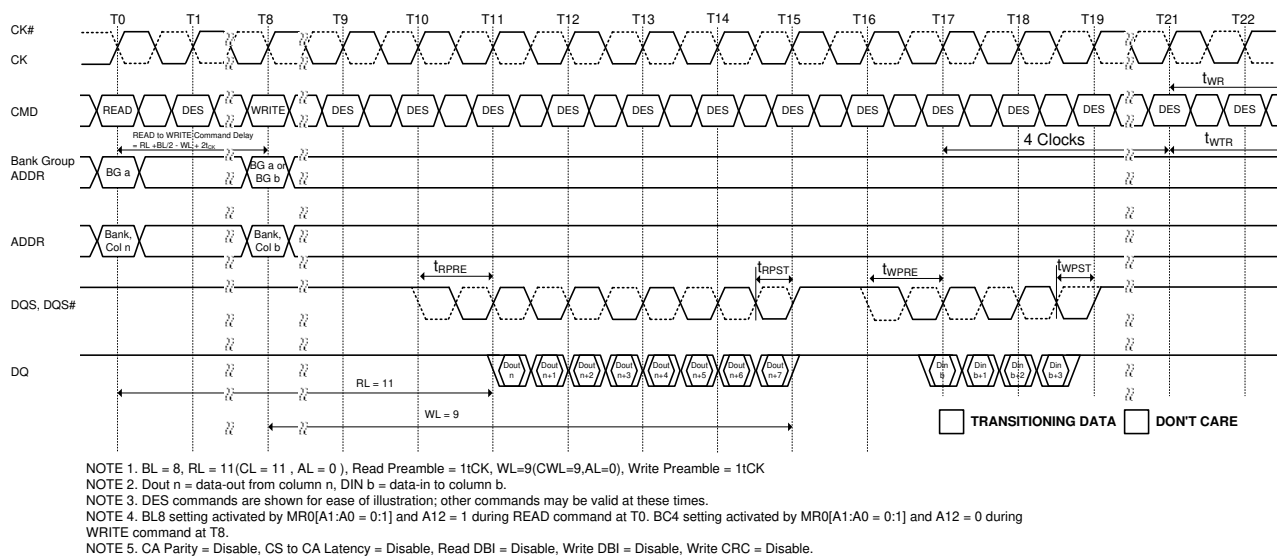 T0 T1 T8 T9 T10 T11 T12 T13 T14 T15 T16 T17 T18 T19 T21 T22
CK#
CK
tWR
CMD READ DES WRITE DES DES DES DES DES DES DES DES DES DES DES DES DES
READ to WRITE Command Delay
= RL +BL/2 - WL + 2tCK
4 Clocks
tWTR
Bank Group
ADDR
BG a
BG a or
BG b
ADDR
Bank,
Col n
Bank,
Col b
tRPRE tRPST tWPRE tWPST
DQS, DQS#
DQ
Dout
n
Dout
n+1
Dout
n+2
Dout
n+3
Dout
n+4
Dout
n+5
Dout
n+6
Dout
n+7
Din
b
Din
b+1
Din
b+2
Din
b+3
RL = 11
WL = 9
TRANSITIONING DATA DON'T CARE
NOTE 1. BL = 8, RL = 11(CL = 11 , AL = 0 ), Read Preamble = 1tCK, WL=9(CWL=9,AL=0), Write Preamble = 1tCK
NOTE 2. Dout n = data-out from column n, DIN b = data-in to column b.
NOTE 3. DES commands are shown for ease of illustration; other commands may be valid at these times.
NOTE 4. BL8 setting activated by MR0[A1:A0 = 0:1] and A12 = 1 during READ command at T0. BC4 setting activated by MR0[A1:A0 = 0:1] and A12 = 0 during
WRITE command at T8.
NOTE 5. CA Parity = Disable, CS to CA Latency = Disable, Read DBI = Disable, Write DBI = Disable, Write CRC = Disable.